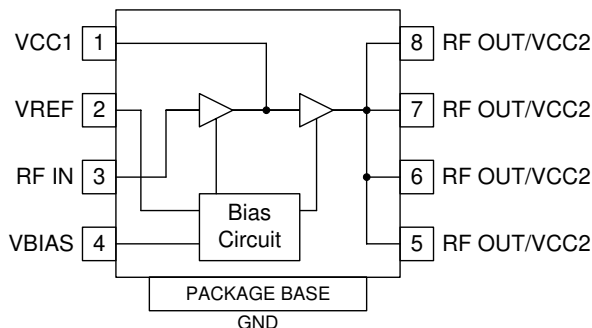 VCC1 1 8 RF OUT/VCC2
VREF 2 7 RF OUT/VCC2
RF IN 3 6 RF OUT/VCC2
Bias
Circuit
VBIAS 4 5 RF OUT/VCC2
PACKAGE BASE
GND